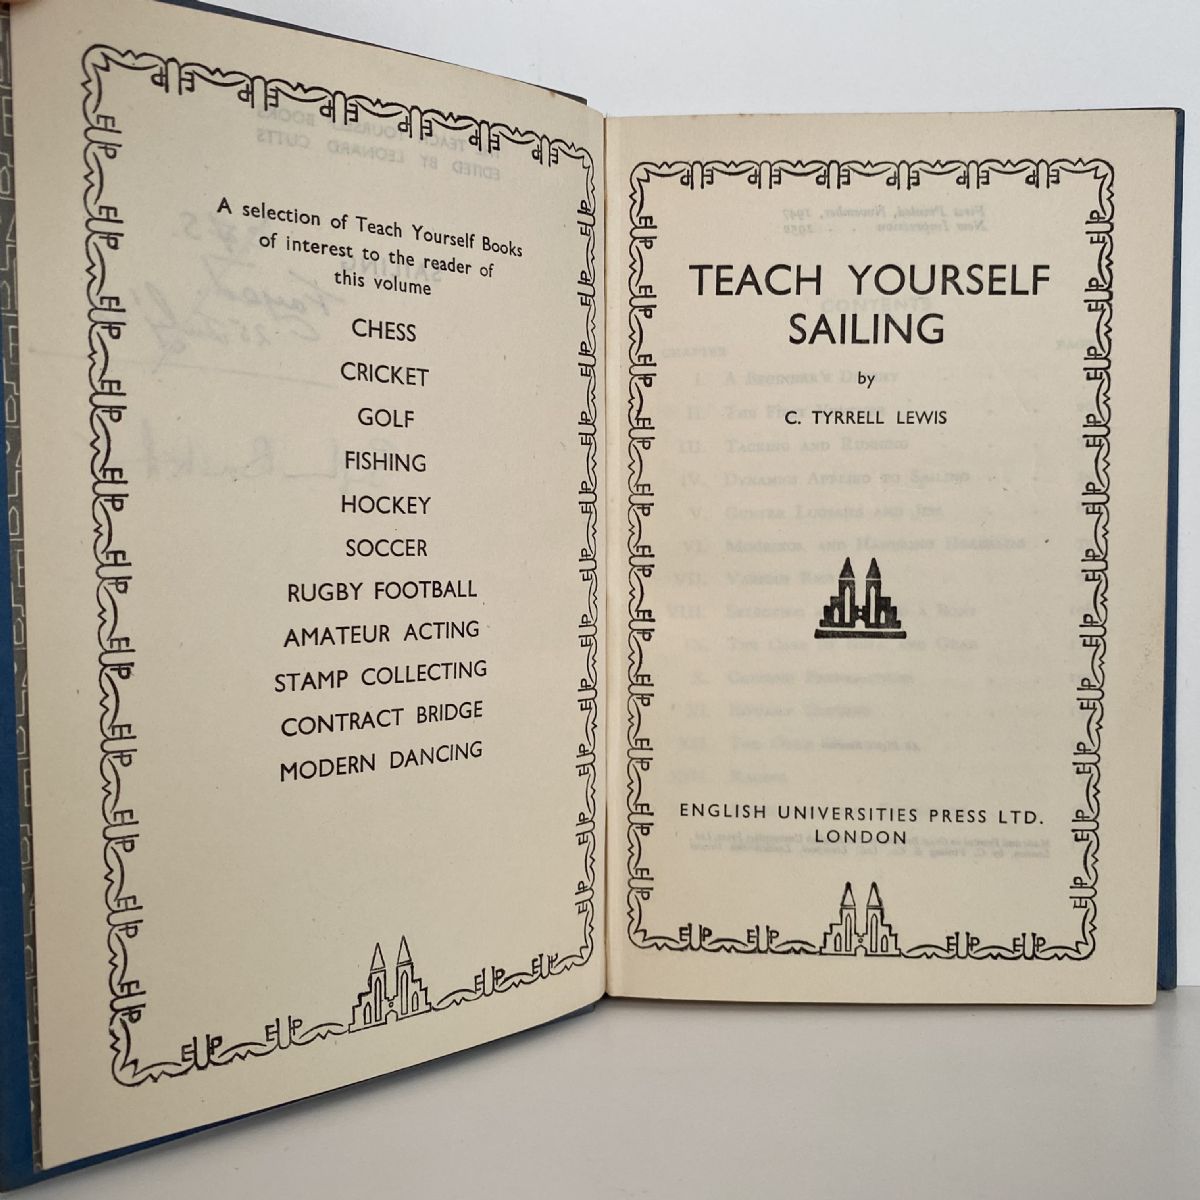 A selection of Teach Yourself Books
of interest to the reader of
this volume
CHESS
CRICKET
GOLF
FISHING
HOCKEY
SOCCER
RUGBY FOOTBALL
AMATEUR ACTING
STAMP COLLECTING
CONTRACT BRIDGE
MODERN DANCING
TEACH YOURSELF
SAILING
by
C. TYRRELL LEWIS
ENGLISH UNIVERSITIES PRESS LTD.
LONDON